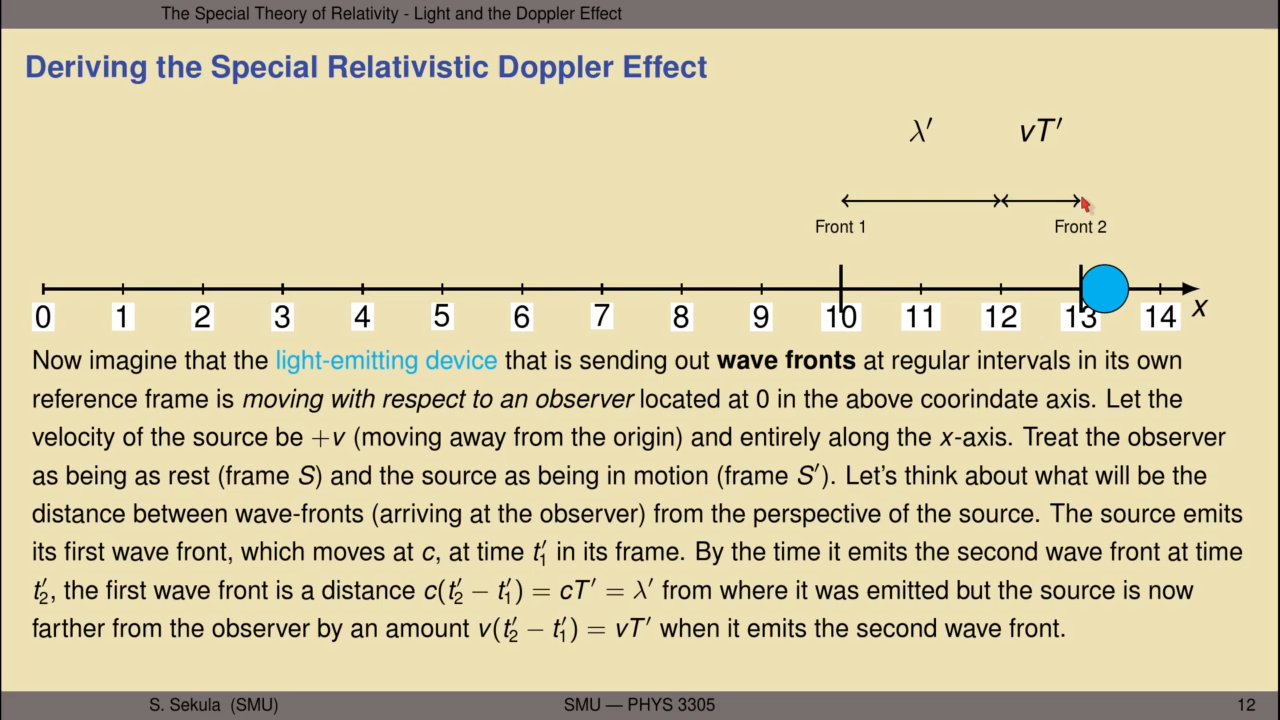 The Special Theory of Relativity - Light and the Doppler Effect
Deriving the Special Relativistic Doppler Effect
λ′ vT′
Front 1 Front 2
0 1 2 3 4 5 6 7 8 9 10 11 12 13 14 x
Now imagine that the light-emitting device that is sending out wave fronts at regular intervals in its own
reference frame is moving with respect to an observer located at 0 in the above coorindate axis. Let the
velocity of the source be +v (moving away from the origin) and entirely along the x-axis. Treat the observer
as being as rest (frame S) and the source as being in motion (frame S′). Let's think about what will be the
distance between wave-fronts (arriving at the observer) from the perspective of the source. The source emits
its first wave front, which moves at c, at time t′₁ in its frame. By the time it emits the second wave front at time
t′₂, the first wave front is a distance c(t′₂ − t′₁) = cT′ = λ′ from where it was emitted but the source is now
farther from the observer by an amount v(t′₂ − t′₁) = vT′ when it emits the second wave front.
S. Sekula (SMU) SMU — PHYS 3305 12